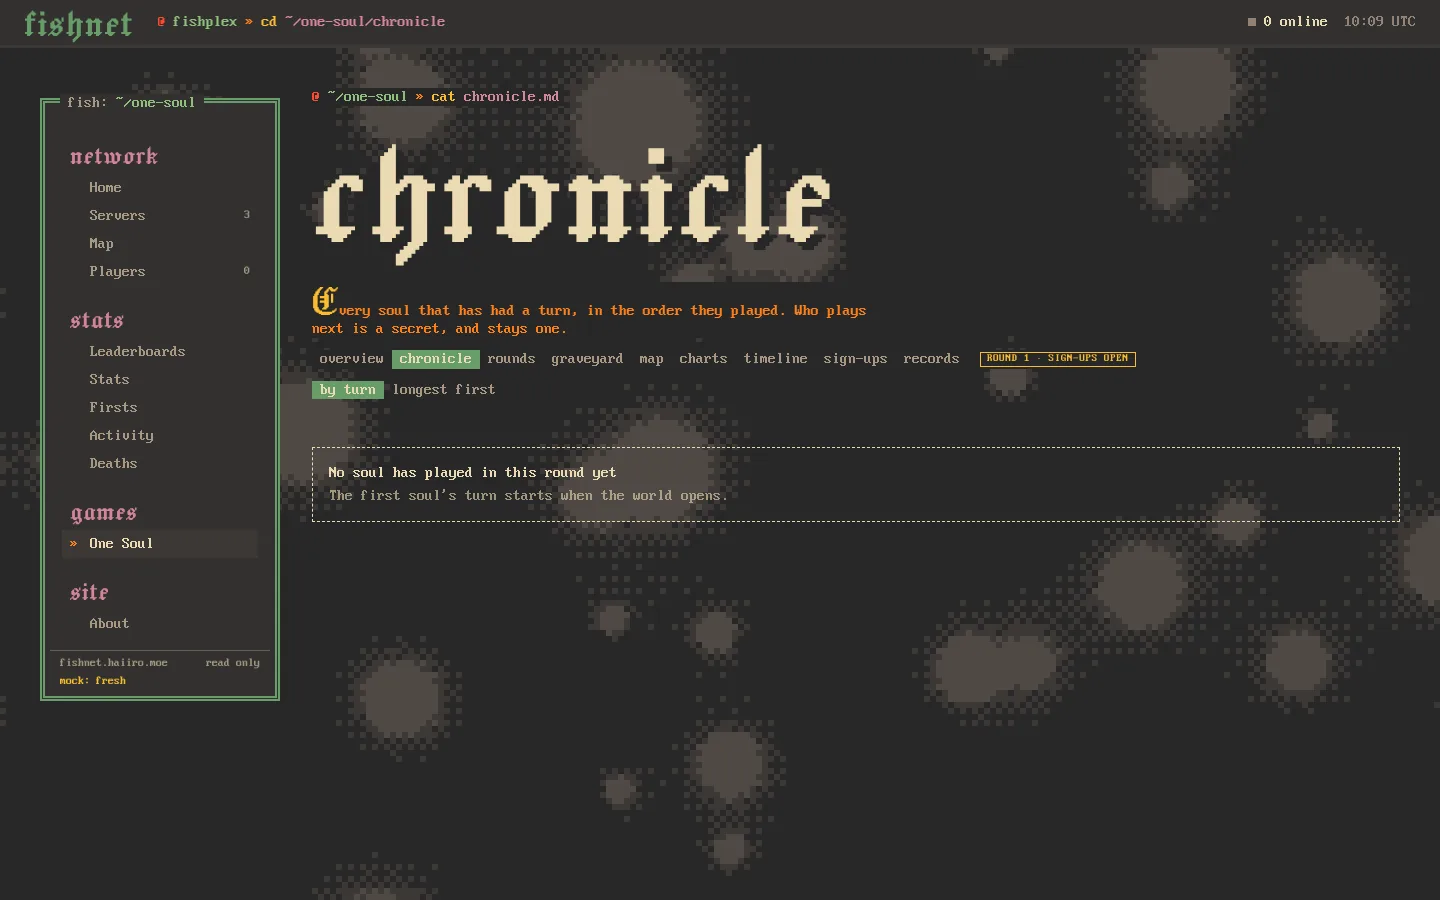 fishnet
@ fishplex » cd ~/one-soul/chronicle
0 online 10:09 UTC
fish: ~/one-soul
network
Home
Servers 3
Map
Players 0
stats
Leaderboards
Stats
Firsts
Activity
Deaths
games
» One Soul
site
About
fishnet.haiiro.moe read only
mock: fresh
@ ~/one-soul » cat chronicle.md
chronicle
Every soul that has had a turn, in the order they played. Who plays
next is a secret, and stays one.
overview chronicle rounds graveyard map charts timeline sign-ups records ROUND 1 · SIGN-UPS OPEN
by turn longest first
No soul has played in this round yet
The first soul's turn starts when the world opens.